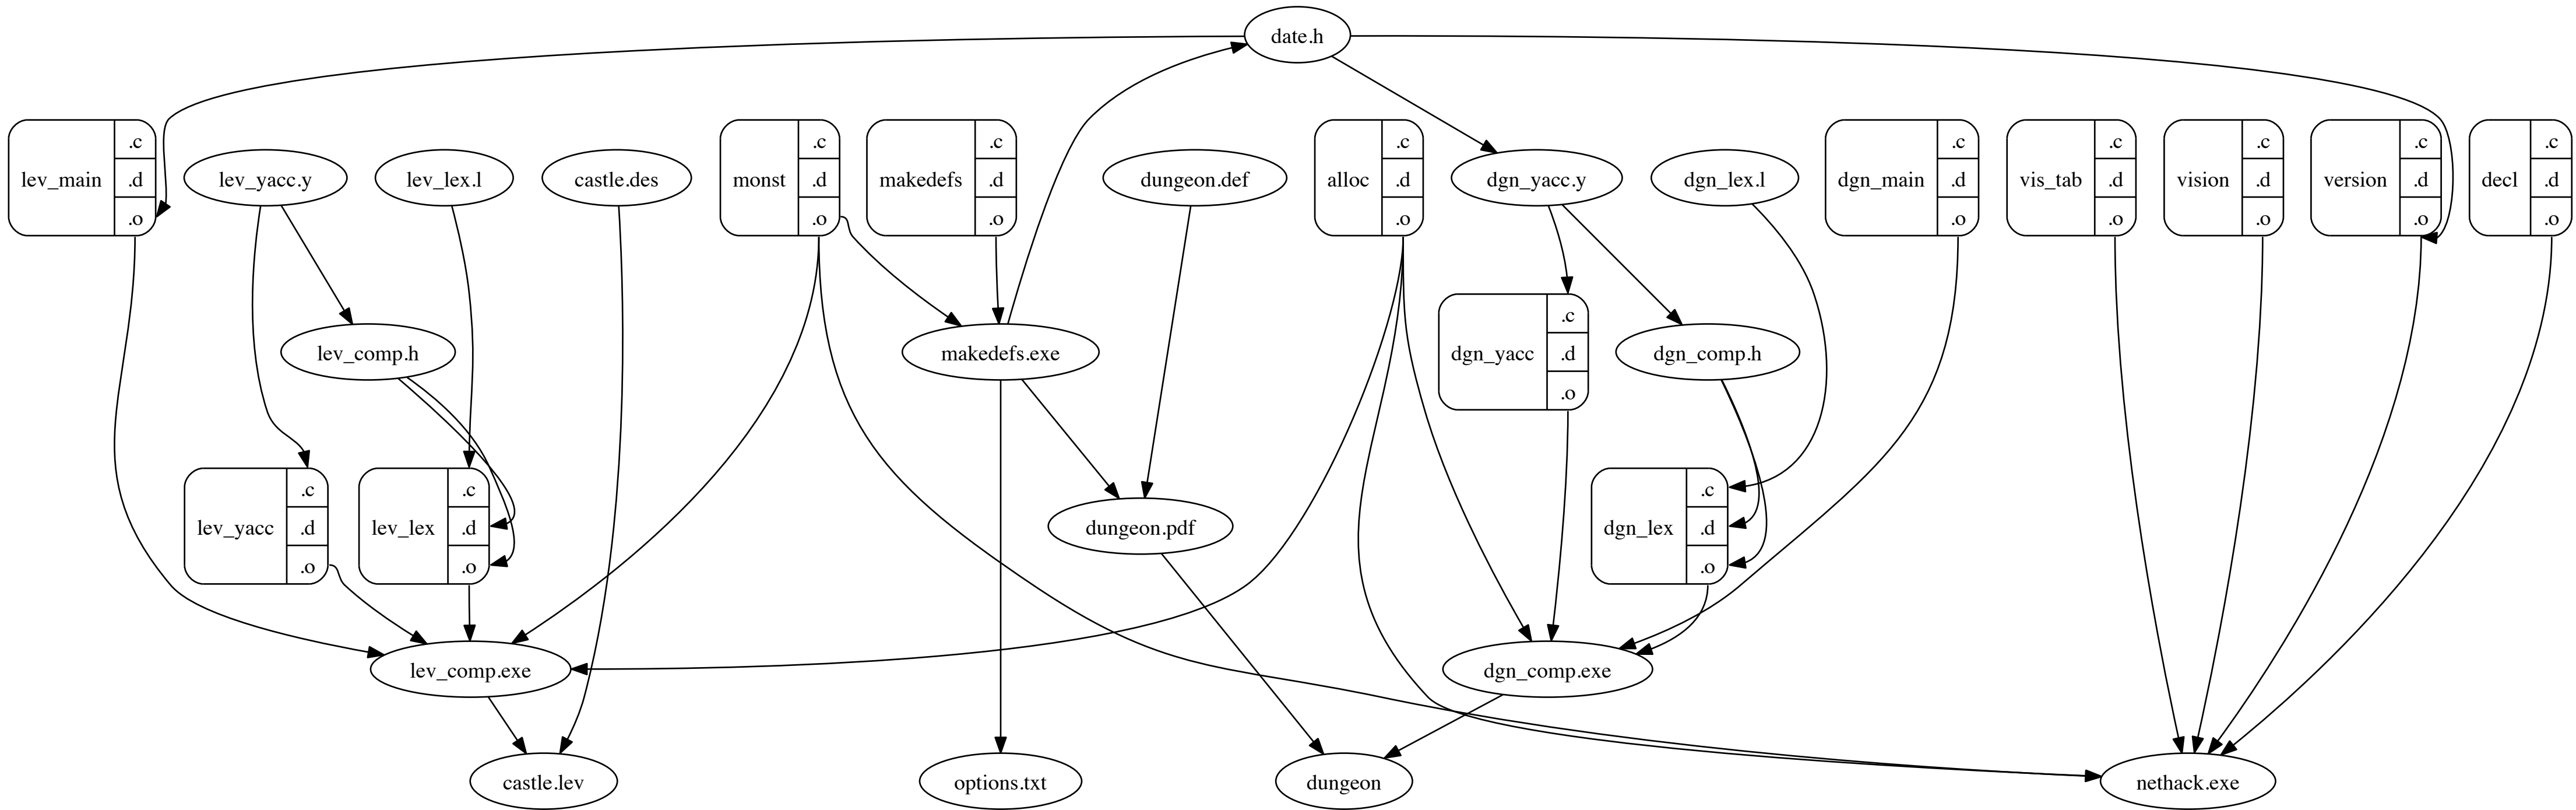 date.h
lev_main
.c
.d
.o
lev_yacc.y
lev_lex.l
castle.des
monst
.c
.d
.o
makedefs
.c
.d
.o
dungeon.def
alloc
.c
.d
.o
dgn_yacc.y
dgn_lex.l
dgn_main
.c
.d
.o
vis_tab
.c
.d
.o
vision
.c
.d
.o
version
.c
.d
.o
decl
.c
.d
.o
lev_comp.h
makedefs.exe
dgn_yacc
.c
.d
.o
dgn_comp.h
lev_yacc
.c
.d
.o
lev_lex
.c
.d
.o
dungeon.pdf
dgn_lex
.c
.d
.o
lev_comp.exe
dgn_comp.exe
castle.lev
options.txt
dungeon
nethack.exe